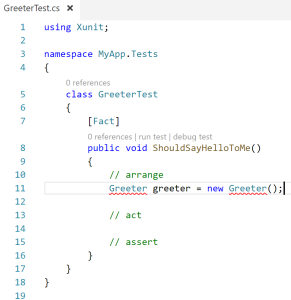 GreeterTest.cs ×
1 using Xunit;
2
3 namespace MyApp.Tests
4 {
0 references
5 class GreeterTest
6 {
7 [Fact]
0 references | run test | debug test
8 public void ShouldSayHelloToMe()
9 {
10 // arrange
11 Greeter greeter = new Greeter();
12
13 // act
14
15 // assert
16 }
17 }
18 }
19